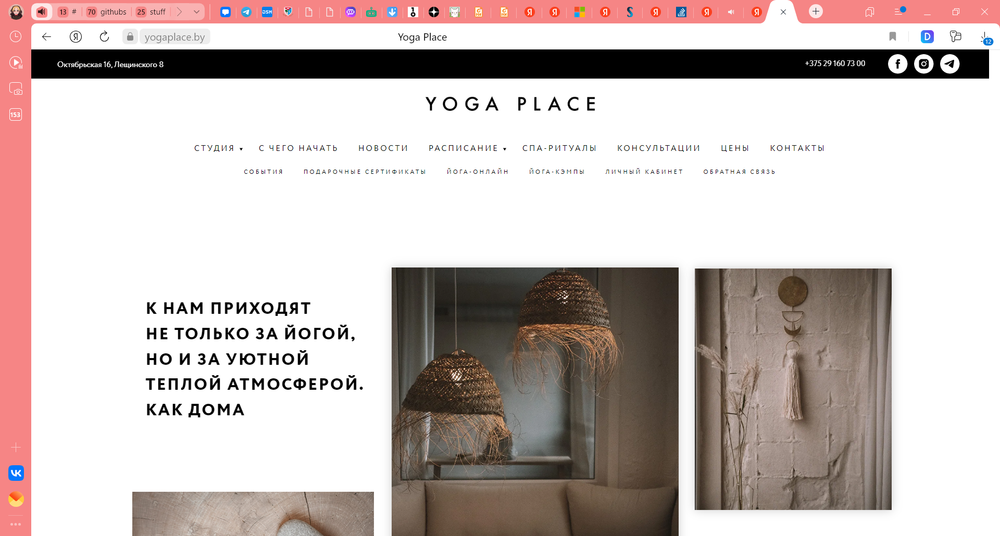 13 # 70 githubs 25 stuff
yogaplace.by Yoga Place
12
153
Октябрьская 16, Лещинского 8
+375 29 160 73 00
YOGA PLACE
СТУДИЯ С ЧЕГО НАЧАТЬ НОВОСТИ РАСПИСАНИЕ СПА-РИТУАЛЫ КОНСУЛЬТАЦИИ ЦЕНЫ КОНТАКТЫ
СОБЫТИЯ ПОДАРОЧНЫЕ СЕРТИФИКАТЫ ЙОГА-ОНЛАЙН ЙОГА-КЭМПЫ ЛИЧНЫЙ КАБИНЕТ ОБРАТНАЯ СВЯЗЬ
К НАМ ПРИХОДЯТ
НЕ ТОЛЬКО ЗА ЙОГОЙ,
НО И ЗА УЮТНОЙ
ТЕПЛОЙ АТМОСФЕРОЙ.
КАК ДОМА